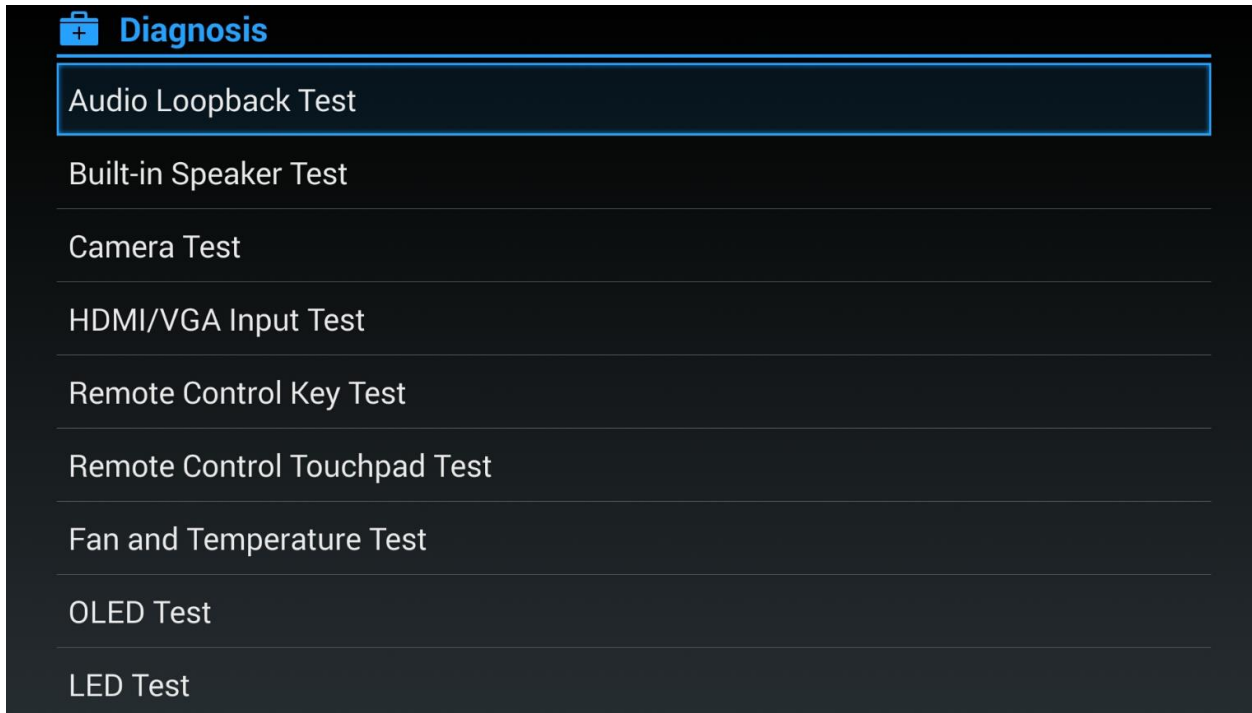 Diagnosis
Audio Loopback Test
Built-in Speaker Test
Camera Test
HDMI/VGA Input Test
Remote Control Key Test
Remote Control Touchpad Test
Fan and Temperature Test
OLED Test
LED Test